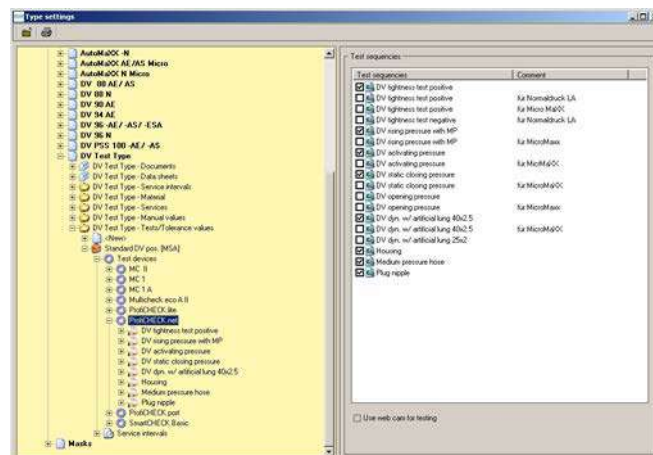 Type settings
AutoMaXX -N
AutoMaXX AE/AS Micro
AutoMaXX N Micro
DV 80 AE/ AS
DV 88 N
DV 90 AE
DV 94 AE
DV 96 -AE/ -AS/ -ESA
DV 96 N
DV PSS 100 -AE/ -AS
DV Test Type
DV Test Type - Documents
DV Test Type - Data sheets
DV Test Type - Service intervals
DV Test Type - Material
DV Test Type - Services
DV Test Type - Manual values
DV Test Type - Tests/Tolerance values
<New>
Standard DV pos. [MSA]
Test devices
MC II
MC 1
MC 1 A
Multicheck eco A II
ProfiCHECK.lite
ProfiCHECK.net
DV tightness test positive
DV rising pressure with MP
DV activating pressure
DV static closing pressure
DV dyn. w/ artificial lung 40x2.5
Housing
Medium pressure hose
Plug nipple
ProfiCHECK.port
SmartCHECK Basic
Service intervals
Masks
Test sequencies
Test sequencies Comment
DV tightness test positive
DV tightness test positive für Normaldruck LA
DV tightness test positive für Micro MaXX
DV tightness test negative für Normaldruck LA
DV rising pressure with MP
DV rising pressure with MP für MicroMaxx
DV activating pressure
DV activating pressure für MicMaXX
DV static closing pressure
DV static closing pressure für MicroMaXX
DV opening pressure
DV opening pressure für MicroMaxx
DV dyn. w/ artificial lung 40x2.5
DV dyn. w/ artificial lung 40x2.5 für MicroMaxx
DV dyn. w/ artificial lung 25x2
Housing
Medium pressure hose
Plug nipple
Use web cam for testing